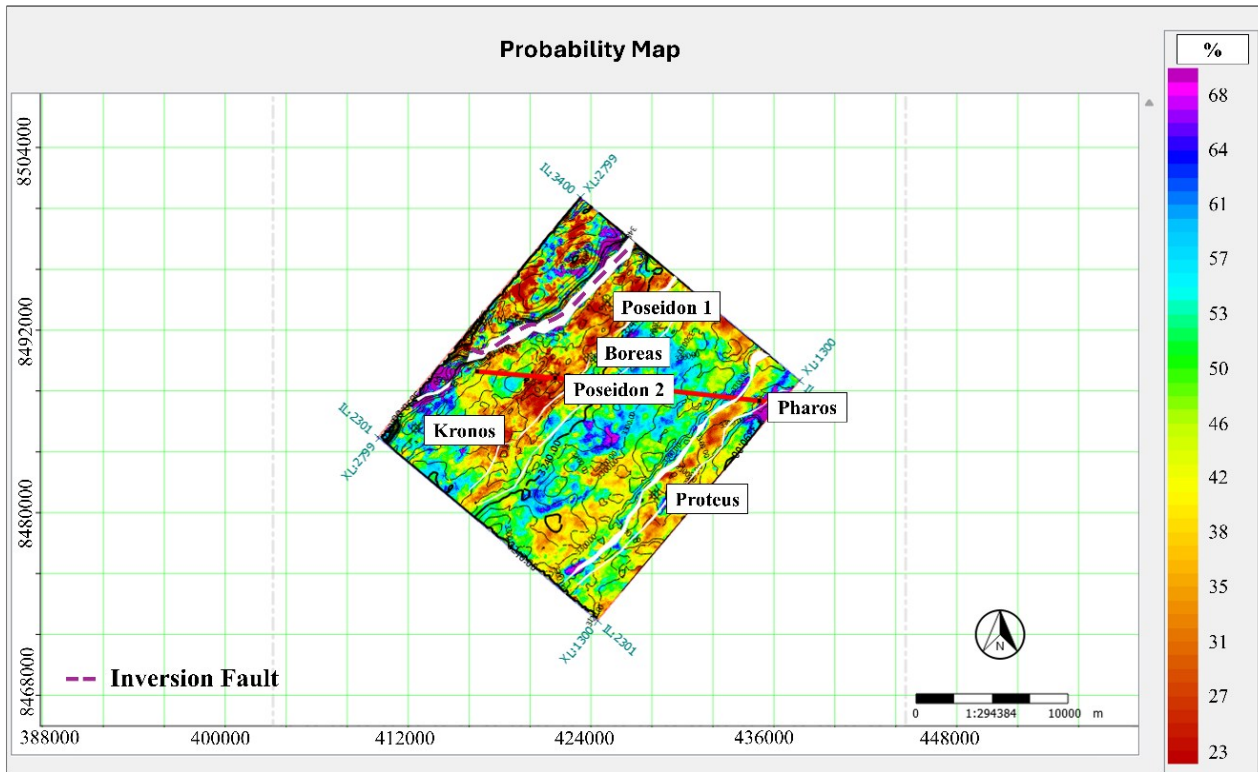 Probability Map
%
68
64
61
57
53
50
46
42
38
35
31
27
23
8504000
8492000
8480000
8468000
388000
400000
412000
424000
436000
448000
IL:3400
XL:2799
Poseidon 1
Boreas
XL:1300
Poseidon 2
Pharos
IL:2301
XL:2799
Kronos
3240.00
Proteus
XL:1300
IL:2301
N
Inversion Fault
0 1:294384 10000 m